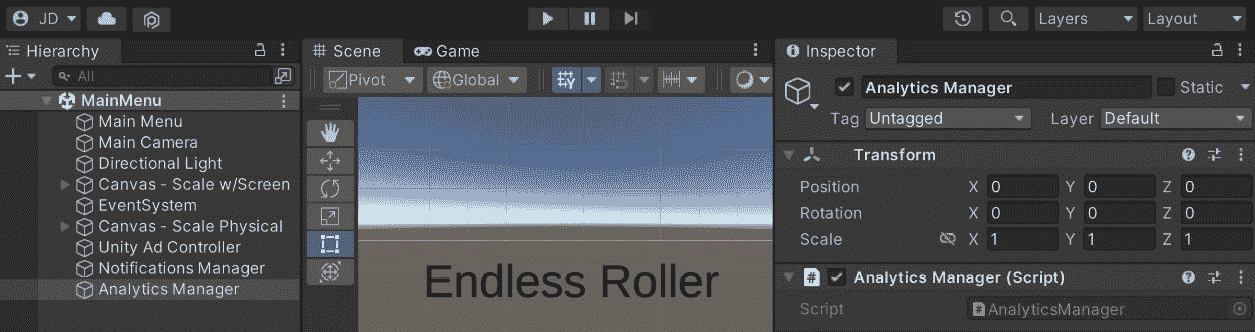 JD Layers Layout
Hierarchy
All
MainMenu
Main Menu
Main Camera
Directional Light
Canvas - Scale w/Screen
EventSystem
Canvas - Scale Physical
Unity Ad Controller
Notifications Manager
Analytics Manager
Scene Game
Pivot Global
Endless Roller
Inspector
Analytics Manager Static
Tag Untagged Layer Default
Transform
Position X 0 Y 0 Z 0
Rotation X 0 Y 0 Z 0
Scale X 1 Y 1 Z 1
# Analytics Manager (Script)
Script # AnalyticsManager